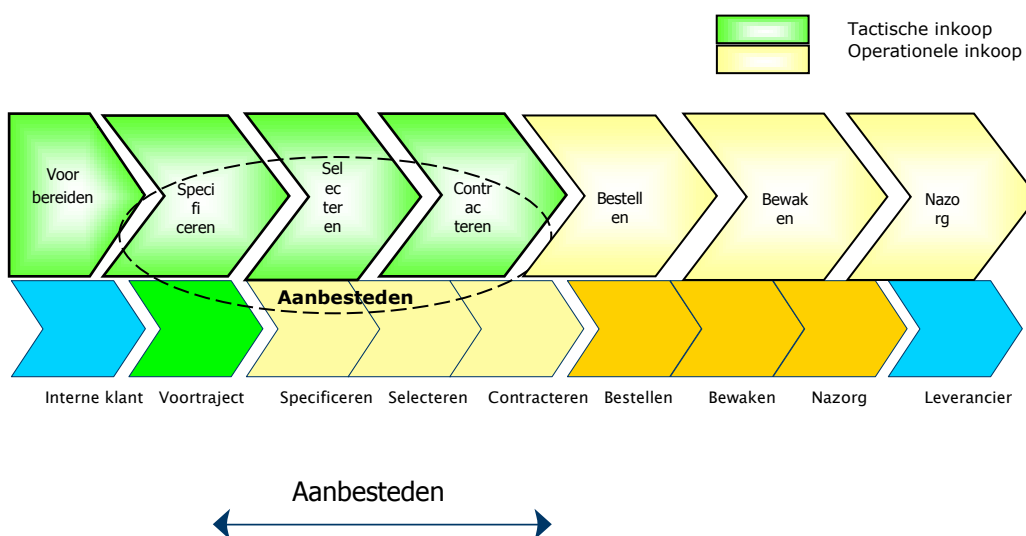 Tactische inkoop
Operationele inkoop
Voor
bereiden
Speci
fi
ceren
Sel
ec
ter
en
Contr
ac
teren
Bestell
en
Bewak
en
Nazo
rg
Aanbesteden
Interne klant
Voortraject
Specificeren
Selecteren
Contracteren
Bestellen
Bewaken
Nazorg
Leverancier
Aanbesteden